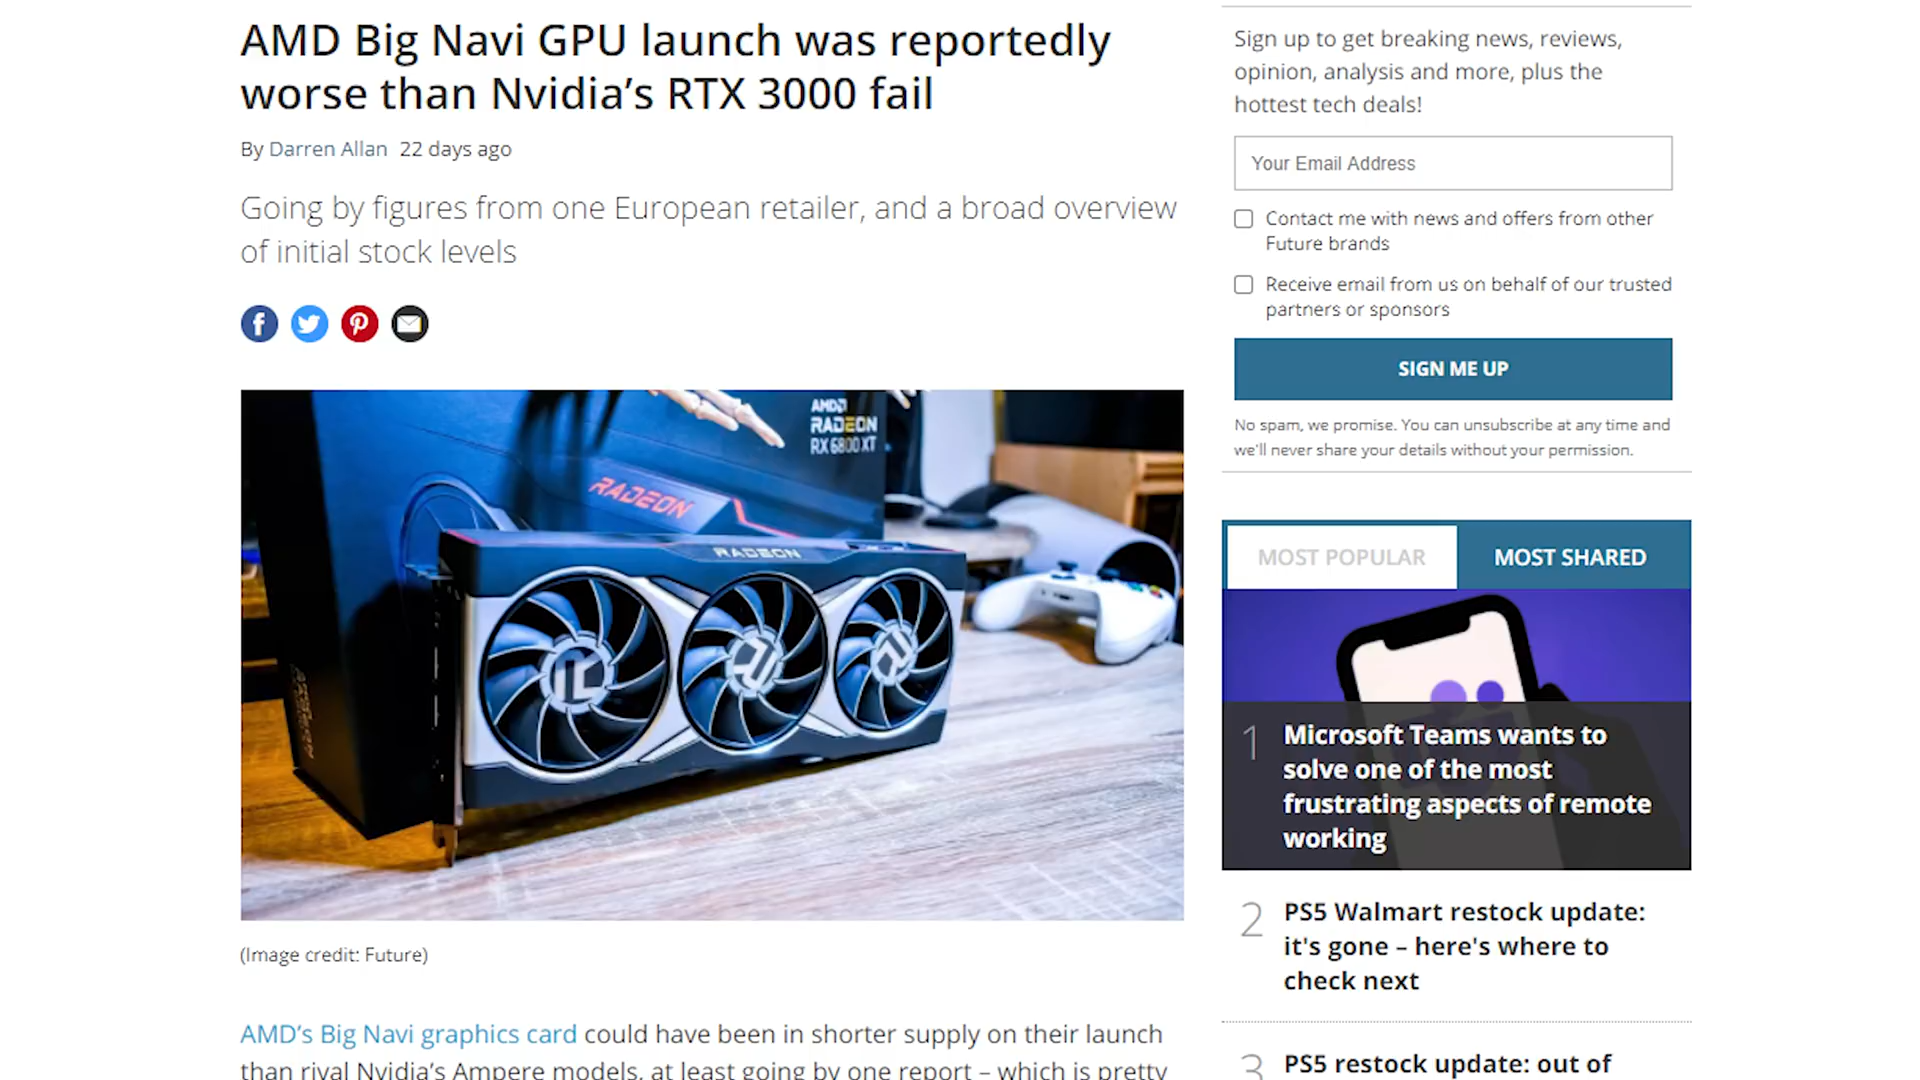 AMD Big Navi GPU launch was reportedly
worse than Nvidia’s RTX 3000 fail
By Darren Allan 22 days ago
Going by figures from one European retailer, and a broad overview
of initial stock levels
AMD
RADEON
RX 6800 XT
RADEON
RADEON
(Image credit: Future)
AMD’s Big Navi graphics card could have been in shorter supply on their launch
than rival Nvidia’s Ampere models, at least going by one report – which is pretty
Sign up to get breaking news, reviews,
opinion, analysis and more, plus the
hottest tech deals!
Your Email Address
Contact me with news and offers from other
Future brands
Receive email from us on behalf of our trusted
partners or sponsors
SIGN ME UP
No spam, we promise. You can unsubscribe at any time and
we'll never share your details without your permission.
MOST POPULAR
MOST SHARED
1 Microsoft Teams wants to
solve one of the most
frustrating aspects of remote
working
2 PS5 Walmart restock update:
it's gone – here's where to
check next
3 PS5 restock update: out of